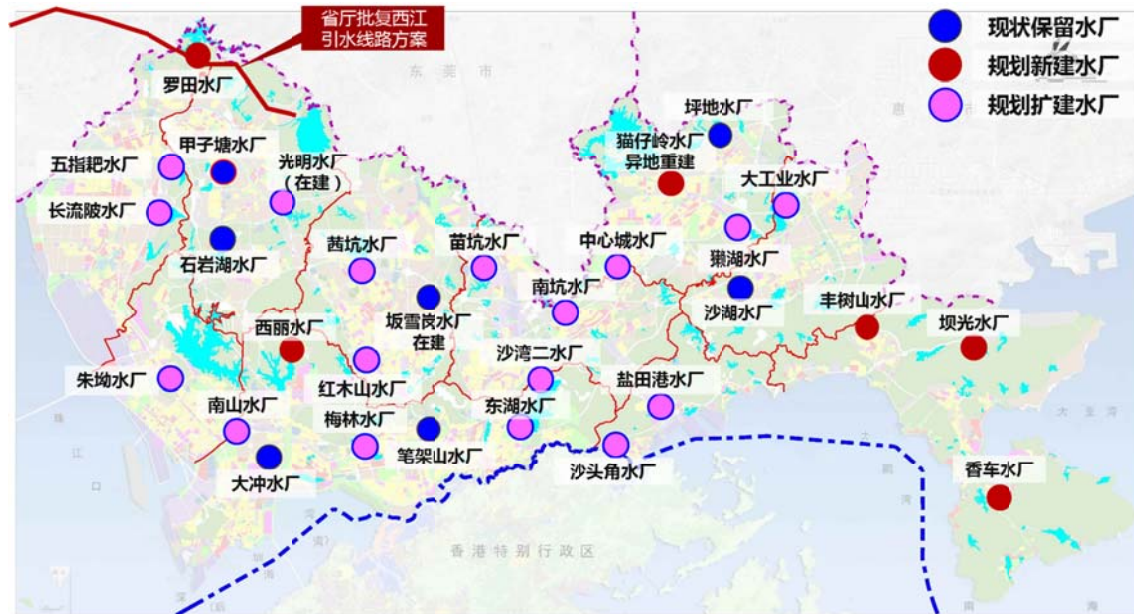 省厅批复西江
引水线路方案
现状保留水厂
规划新建水厂
规划扩建水厂
东莞市
罗田水厂
坪地水厂
猫仔岭水厂
异地重建
五指耙水厂
甲子塘水厂
光明水厂
（在建）
大工业水厂
长流陂水厂
石岩湖水厂
茜坑水厂
苗坑水厂
中心城水厂
獭湖水厂
南坑水厂
沙湖水厂
坂雪岗水厂
在建
丰树山水厂
坝光水厂
西丽水厂
沙湾二水厂
朱坳水厂
红木山水厂
盐田港水厂
南山水厂
梅林水厂
东湖水厂
笔架山水厂
沙头角水厂
大冲水厂
香车水厂
珠
江
口
大亚湾
香港特别行政区
南 海